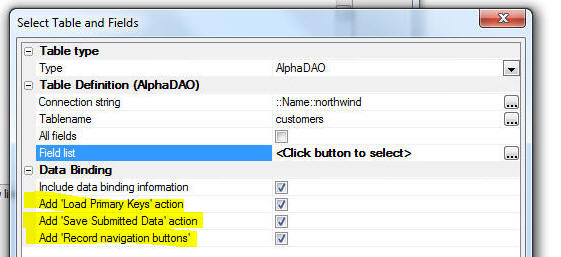 Select Table and Fields
Table type
Type AlphaDAO
Table Definition (AlphaDAO)
Connection string ::Name::northwind
Tablename customers
All fields
Field list <Click button to select>
Data Binding
Include data binding information
Add 'Load Primary Keys' action
Add 'Save Submitted Data' action
Add 'Record navigation buttons'